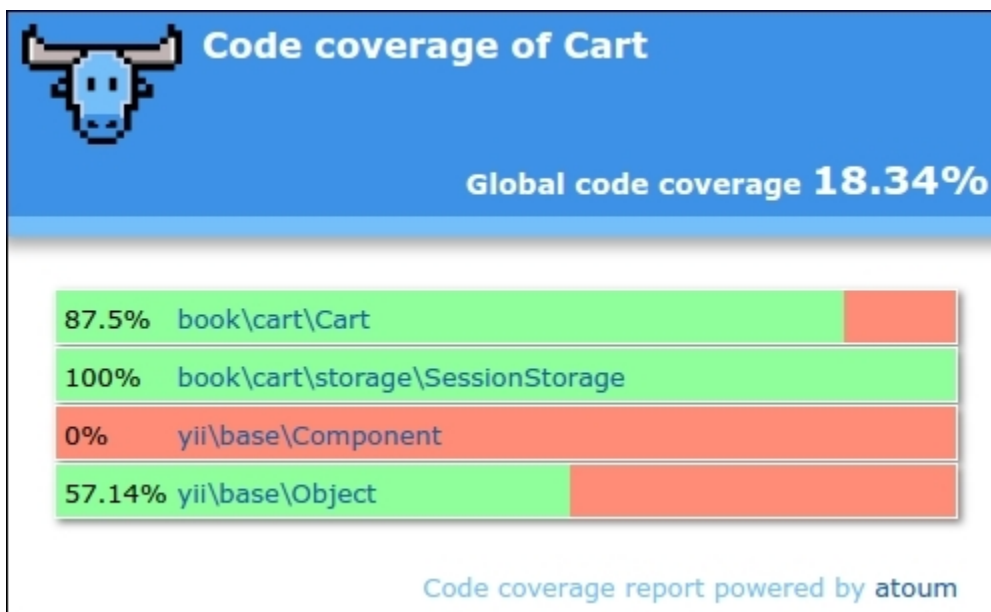 Code coverage of Cart
Global code coverage 18.34%
87.5% book\cart\Cart
100% book\cart\storage\SessionStorage
0% yii\base\Component
57.14% yii\base\Object
Code coverage report powered by atoum